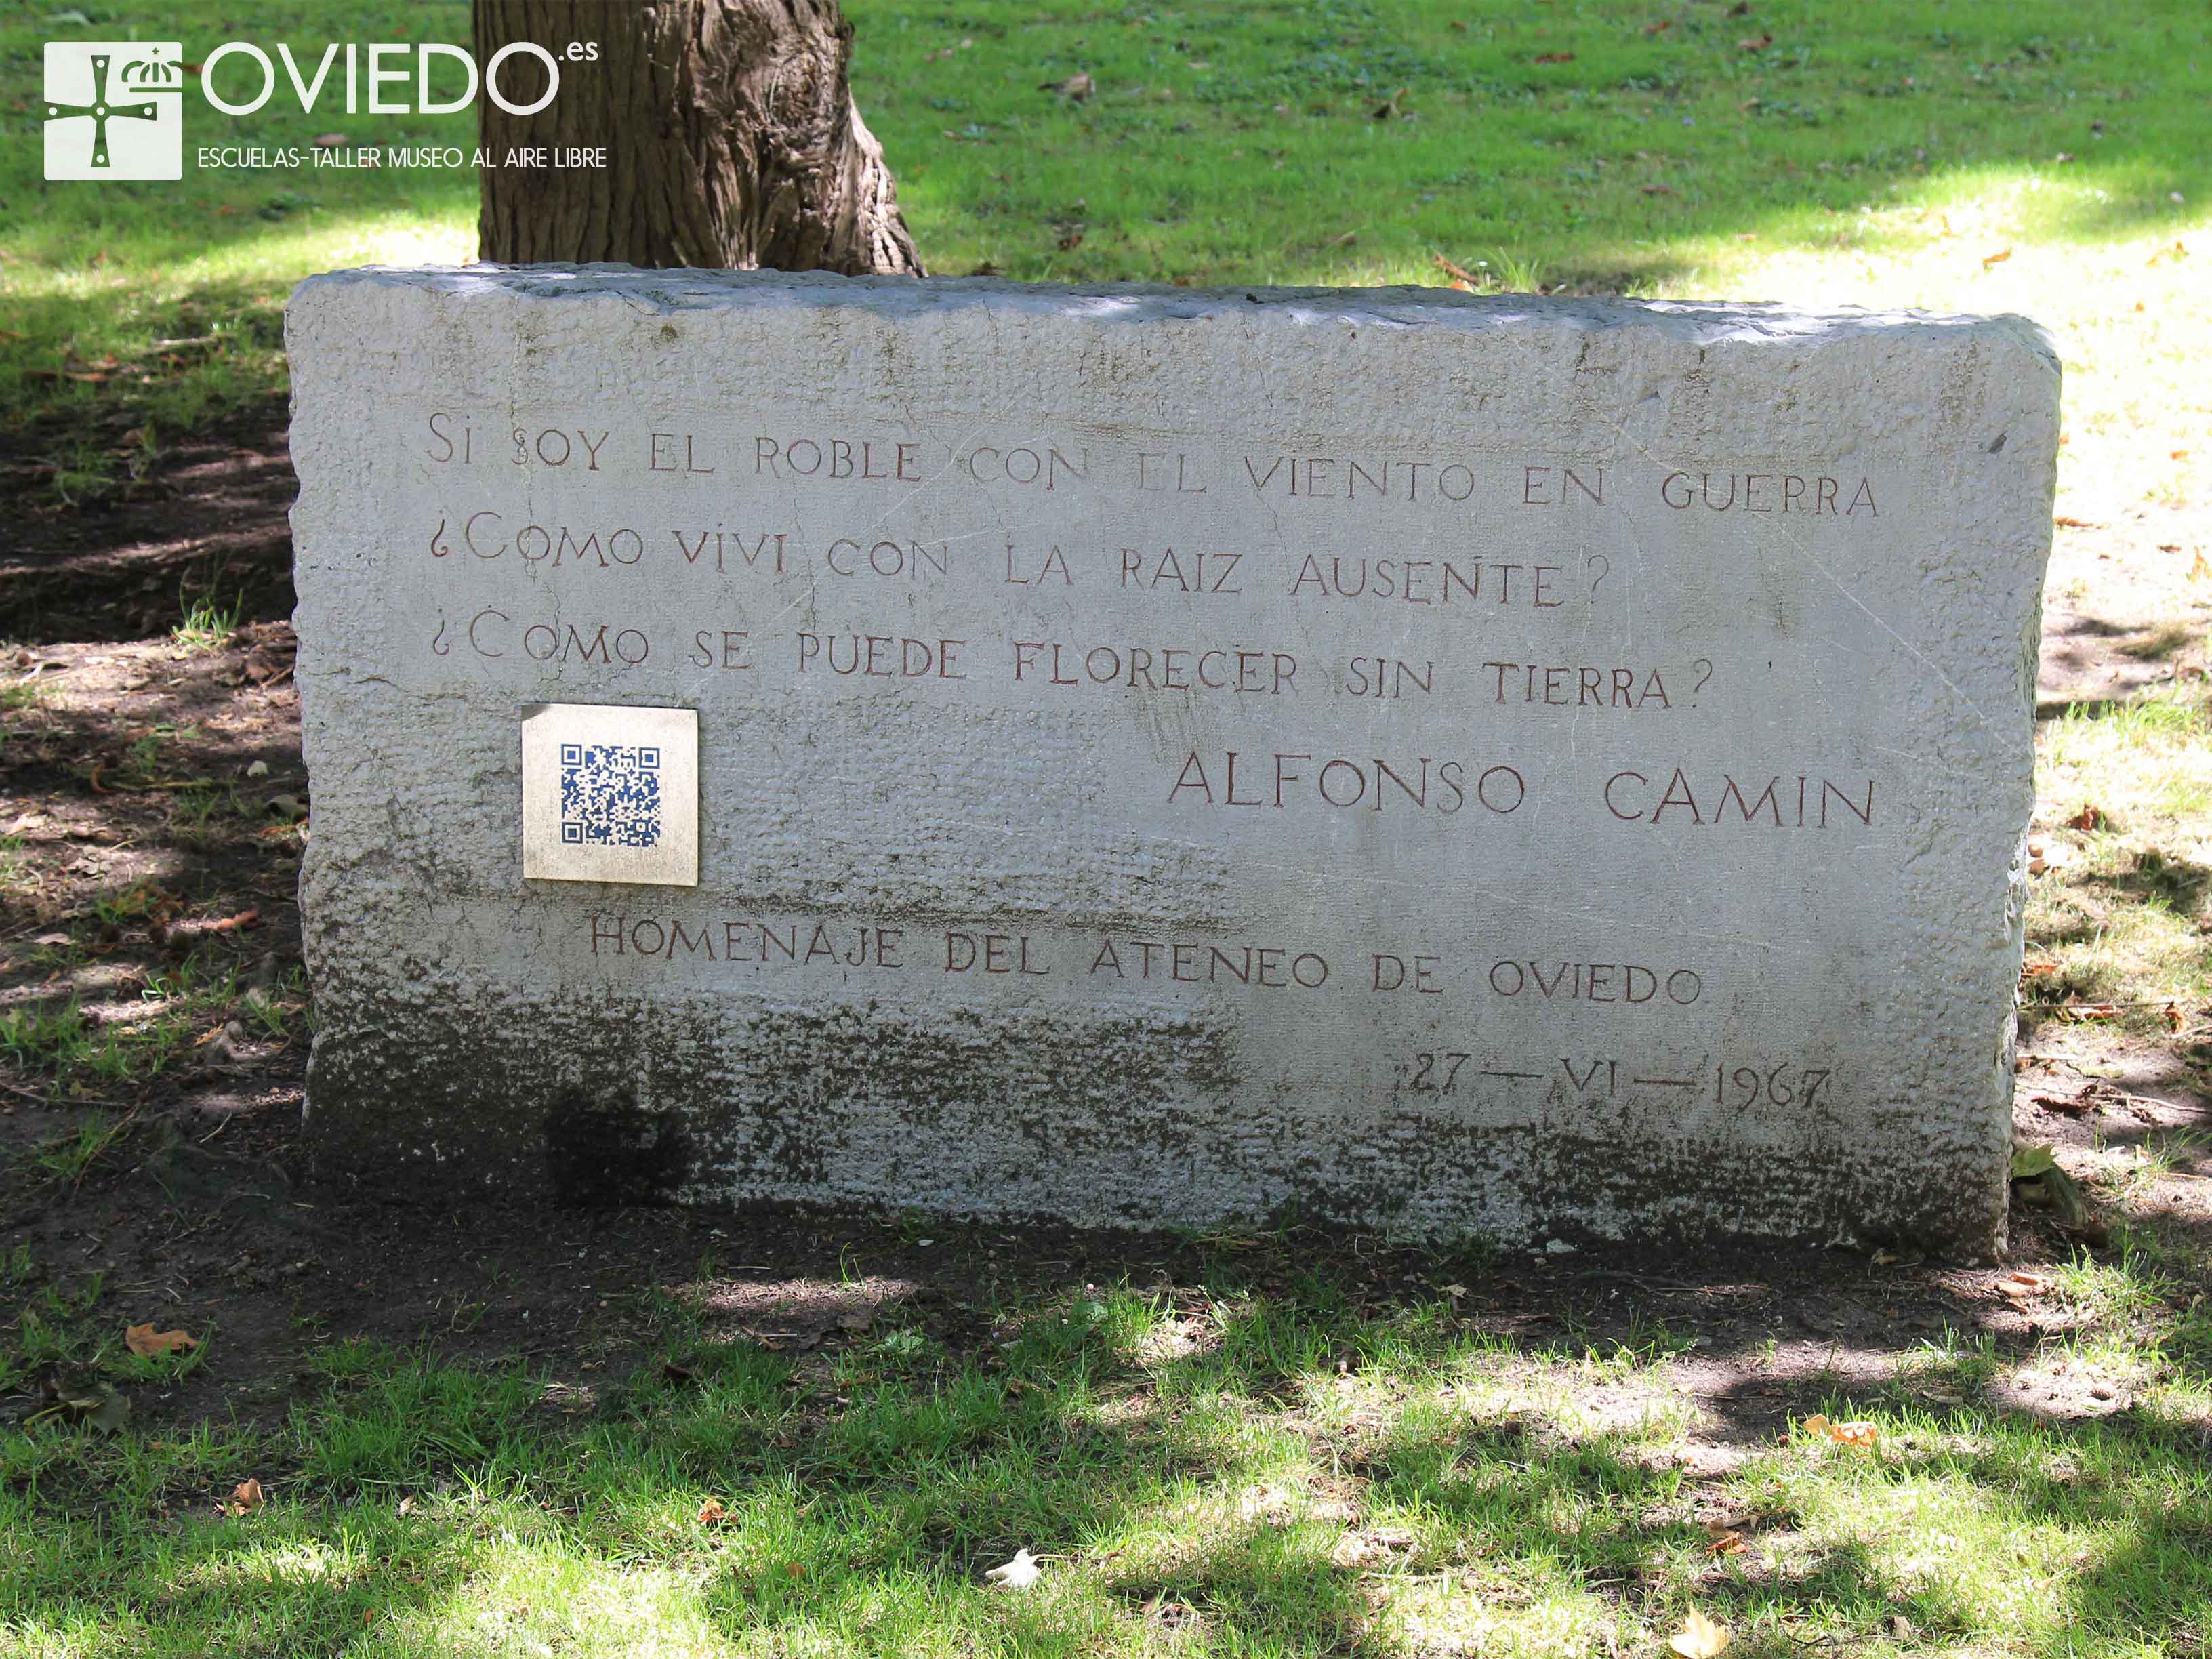 OVIEDO.es
ESCUELAS-TALLER MUSEO AL AIRE LIBRE
Si SOY EL ROBLE CON EL VIENTO EN GUERRA
¿COMO VIVI CON LA RAIZ AUSENTE?
¿COMO SE PUEDE FLORECER SIN TIERRA?
ALFONSO CAMIN
HOMENAJE DEL ATENEO DE OVIEDO
27 — VI — 1967